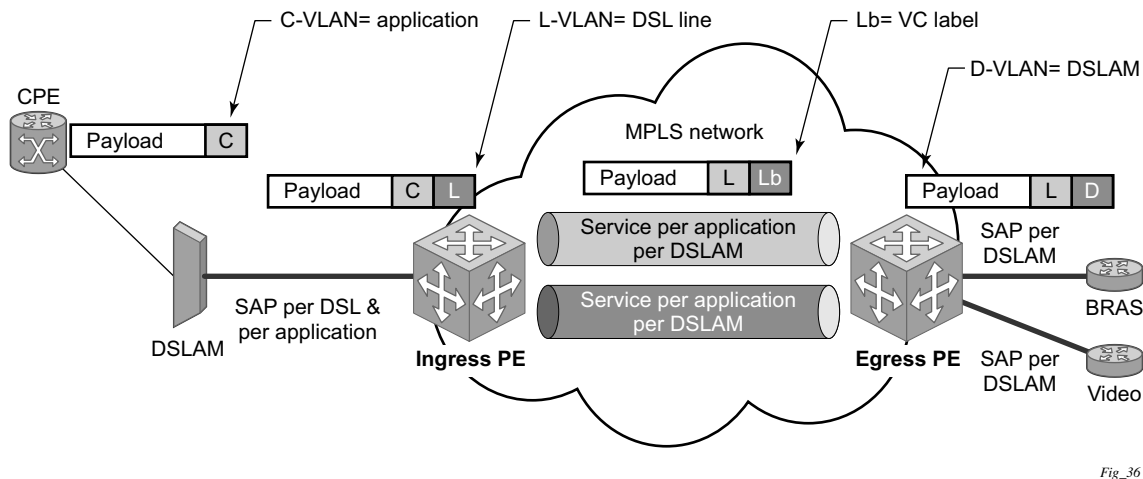 C-VLAN= application
L-VLAN= DSL line
Lb= VC label
D-VLAN= DSLAM
CPE
Payload C
MPLS network
Payload C L
Payload L Lb
Payload L D
Service per application
per DSLAM
SAP per
DSLAM
SAP per DSL &
per application
Service per application
per DSLAM
BRAS
DSLAM
Ingress PE
Egress PE
SAP per
DSLAM
Video
Fig_36